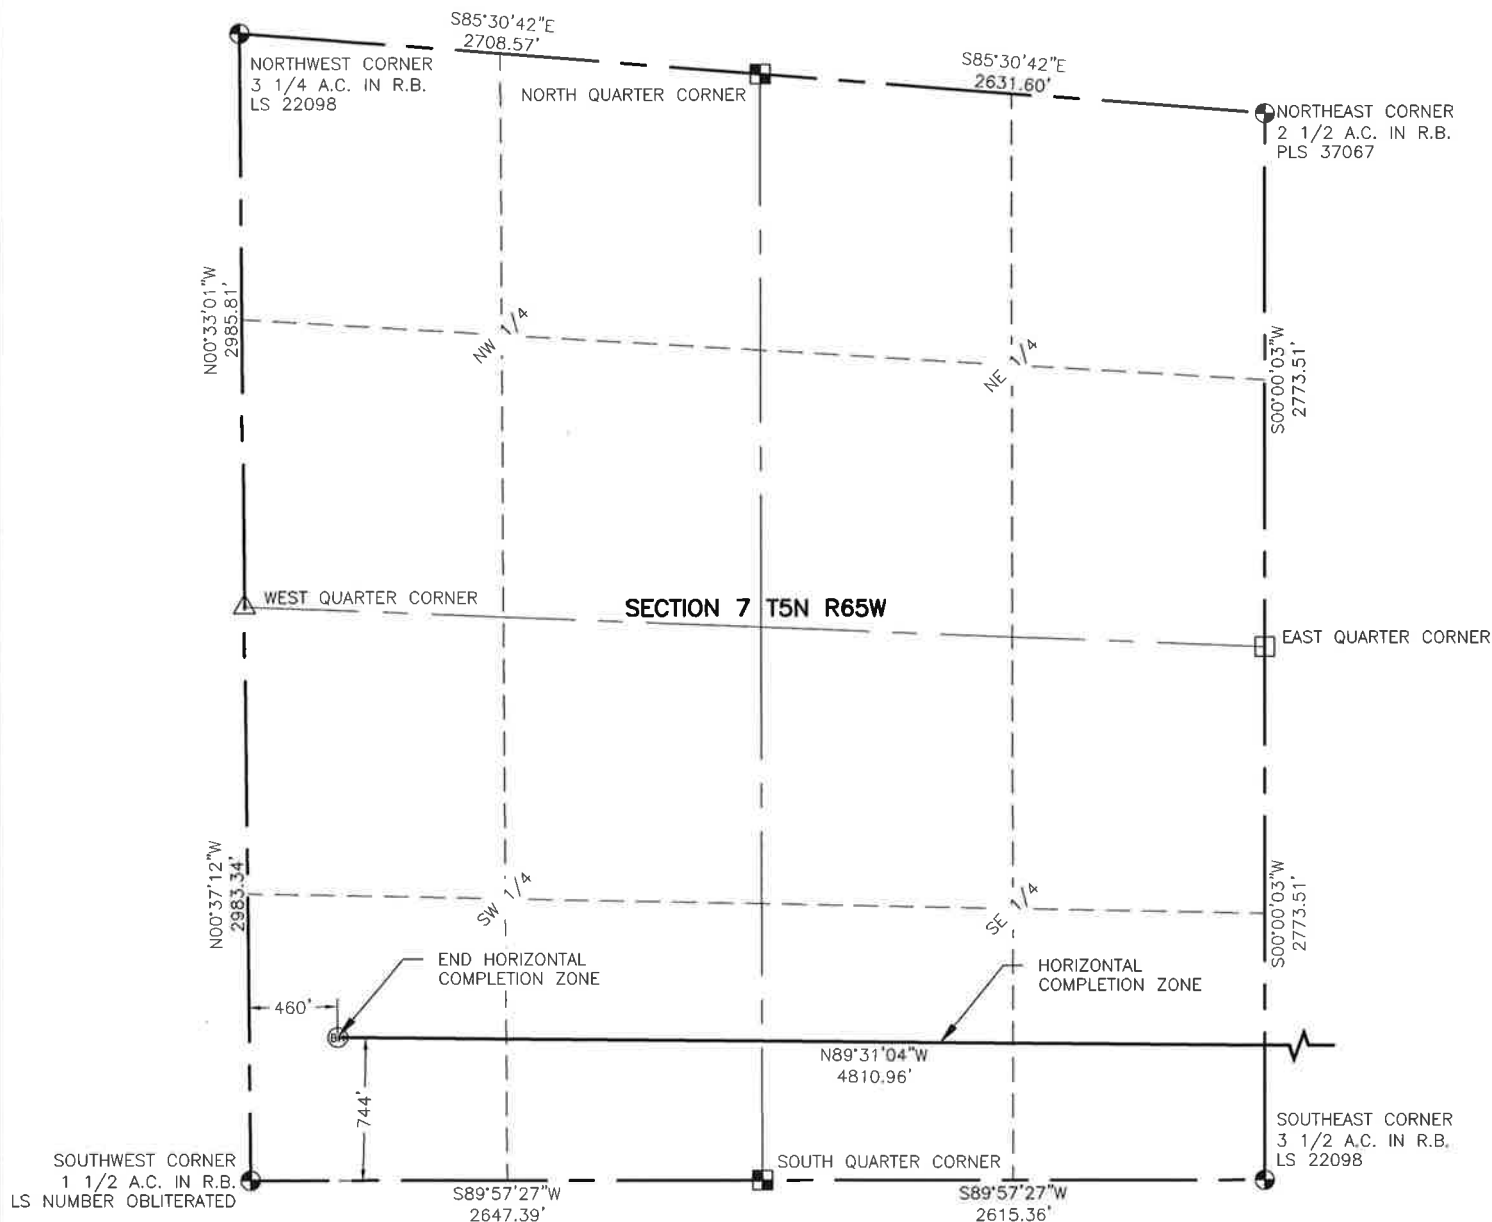 S85°30'42"E
2708.57'
S85°30'42"E
2631.60'
NORTHWEST CORNER
3 1/4 A.C. IN R.B.
LS 22098
NORTH QUARTER CORNER
NORTHEAST CORNER
2 1/2 A.C. IN R.B.
PLS 37067
N00°33'01"W
2985.81'
NW 1/4
NE 1/4
S00°00'03"W
2773.51'
WEST QUARTER CORNER
SECTION 7 T5N R65W
EAST QUARTER CORNER
N00°37'12"W
2983.34'
SW 1/4
SE 1/4
S00°00'03"W
2773.51'
END HORIZONTAL
COMPLETION ZONE
HORIZONTAL
COMPLETION ZONE
460'
N89°31'04"W
4810.96'
744'
SOUTHWEST CORNER
1 1/2 A.C. IN R.B.
LS NUMBER OBLITERATED
SOUTH QUARTER CORNER
SOUTHEAST CORNER
3 1/2 A.C. IN R.B.
LS 22098
S89°57'27"W
2647.39'
S89°57'27"W
2615.36'